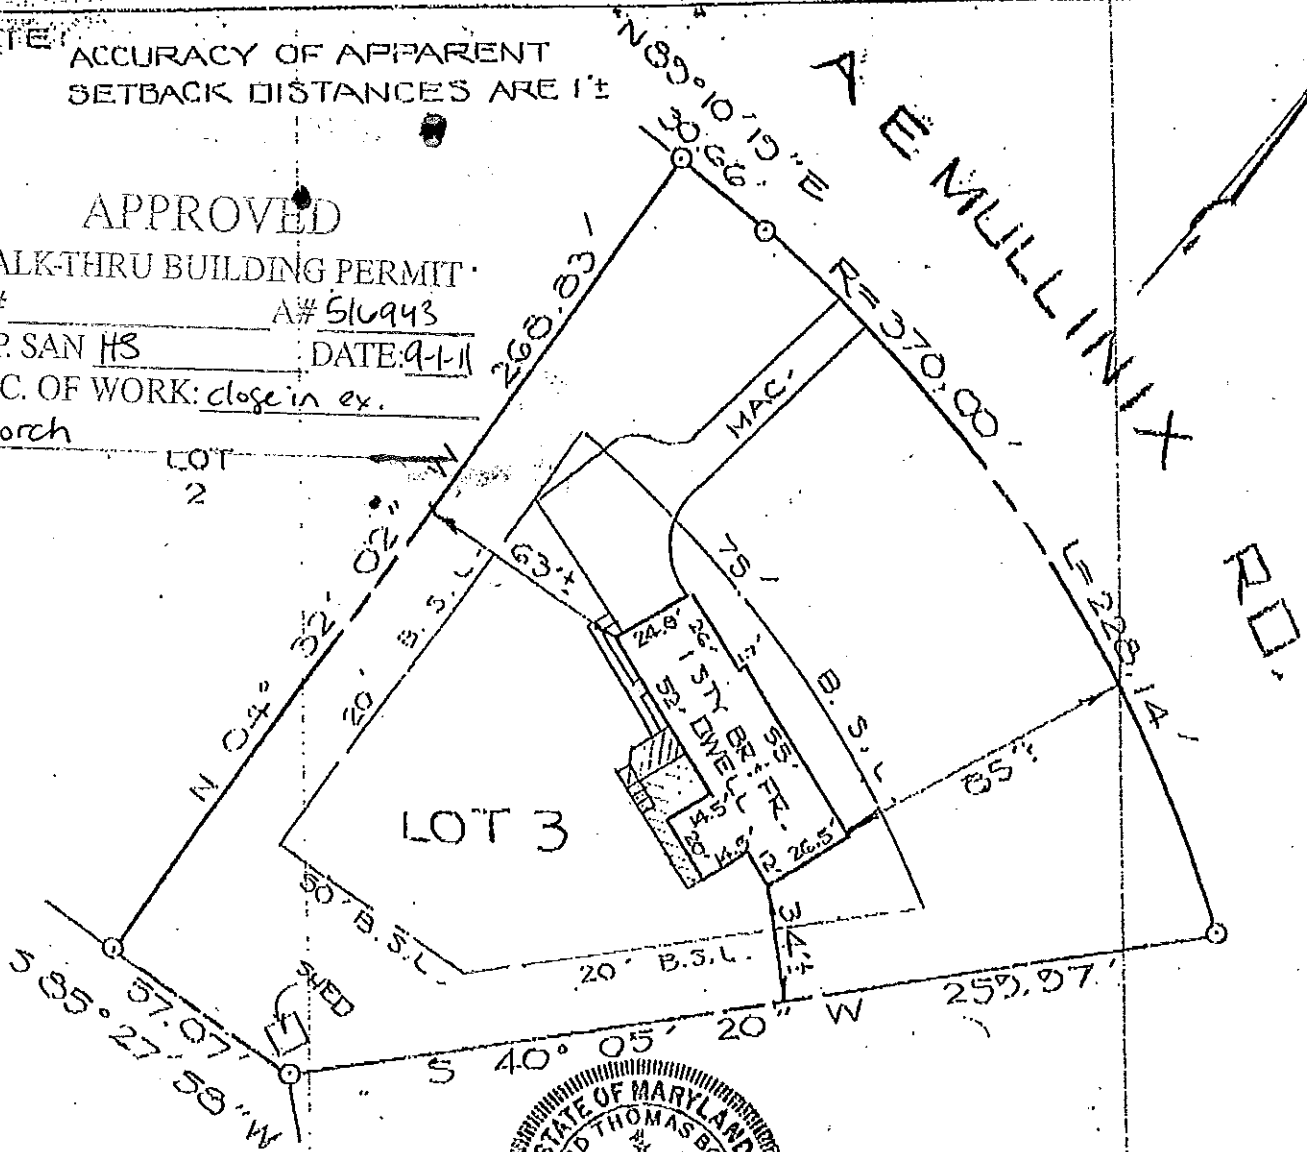 ACCURACY OF APPARENT
SETBACK DISTANCES ARE 1'±
APPROVED
ALK-THRU BUILDING PERMIT
# A# 516943
P. SAN HS DATE: 9-1-11
C. OF WORK: close in ex.
orch
LOT
2
N 04° 32' 02" W 268.83'
N 89° 10' 19" E
30.66'
A E MULLINIX RD.
R= 370.00'
L= 228.14'
MAC.
63'±
75' B.S.L.
20' B.S.L.
50' B.S.L.
20' B.S.L.
LOT 3
1 STY BR. FR.
DWELL
24.8'
26'
52'
55'
14.5'
20'
14.5'
12'
26.5'
85'±
34'±
SHED
57.07'
S 85° 27' 58" W
S 40° 05' 20" W 259.97'
STATE OF MARYLAND
THOMAS